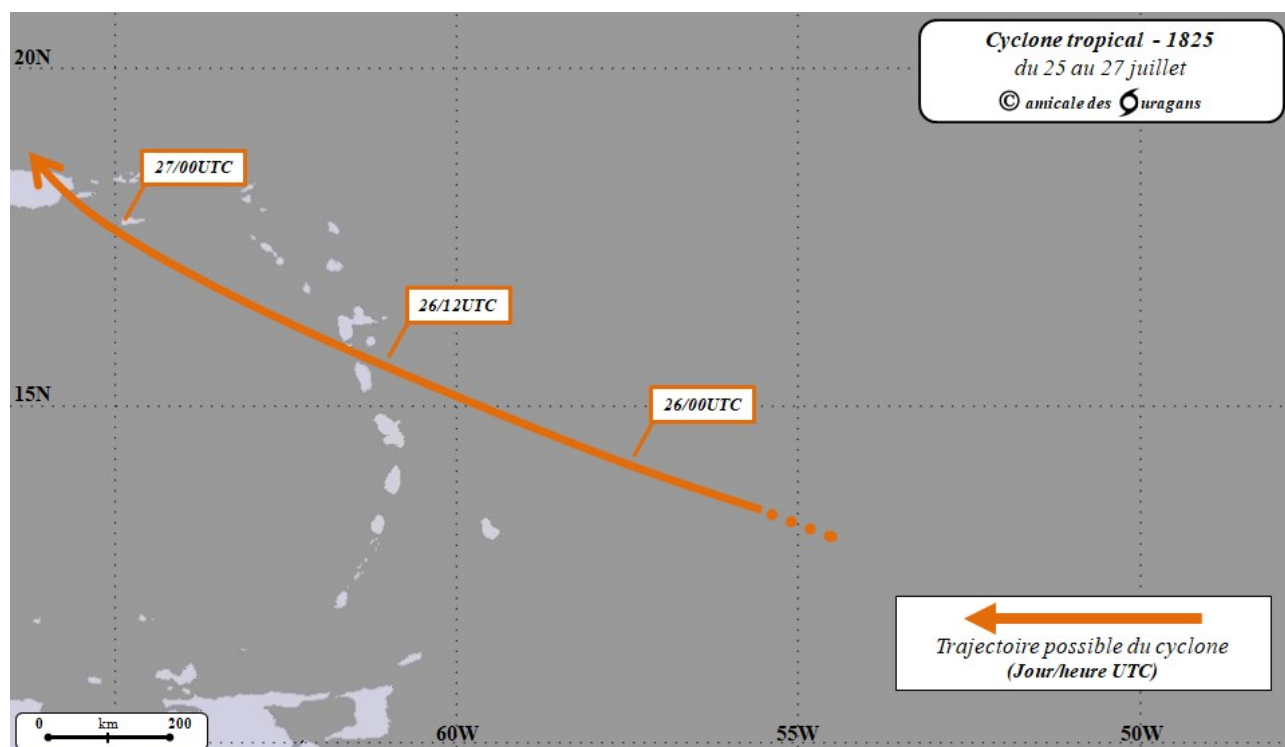 Cyclone tropical - 1825
du 25 au 27 juillet
© amicale des Ouragans
20N
27/00UTC
26/12UTC
15N
26/00UTC
Trajectoire possible du cyclone
(Jour/heure UTC)
0 km 200
60W 55W 50W